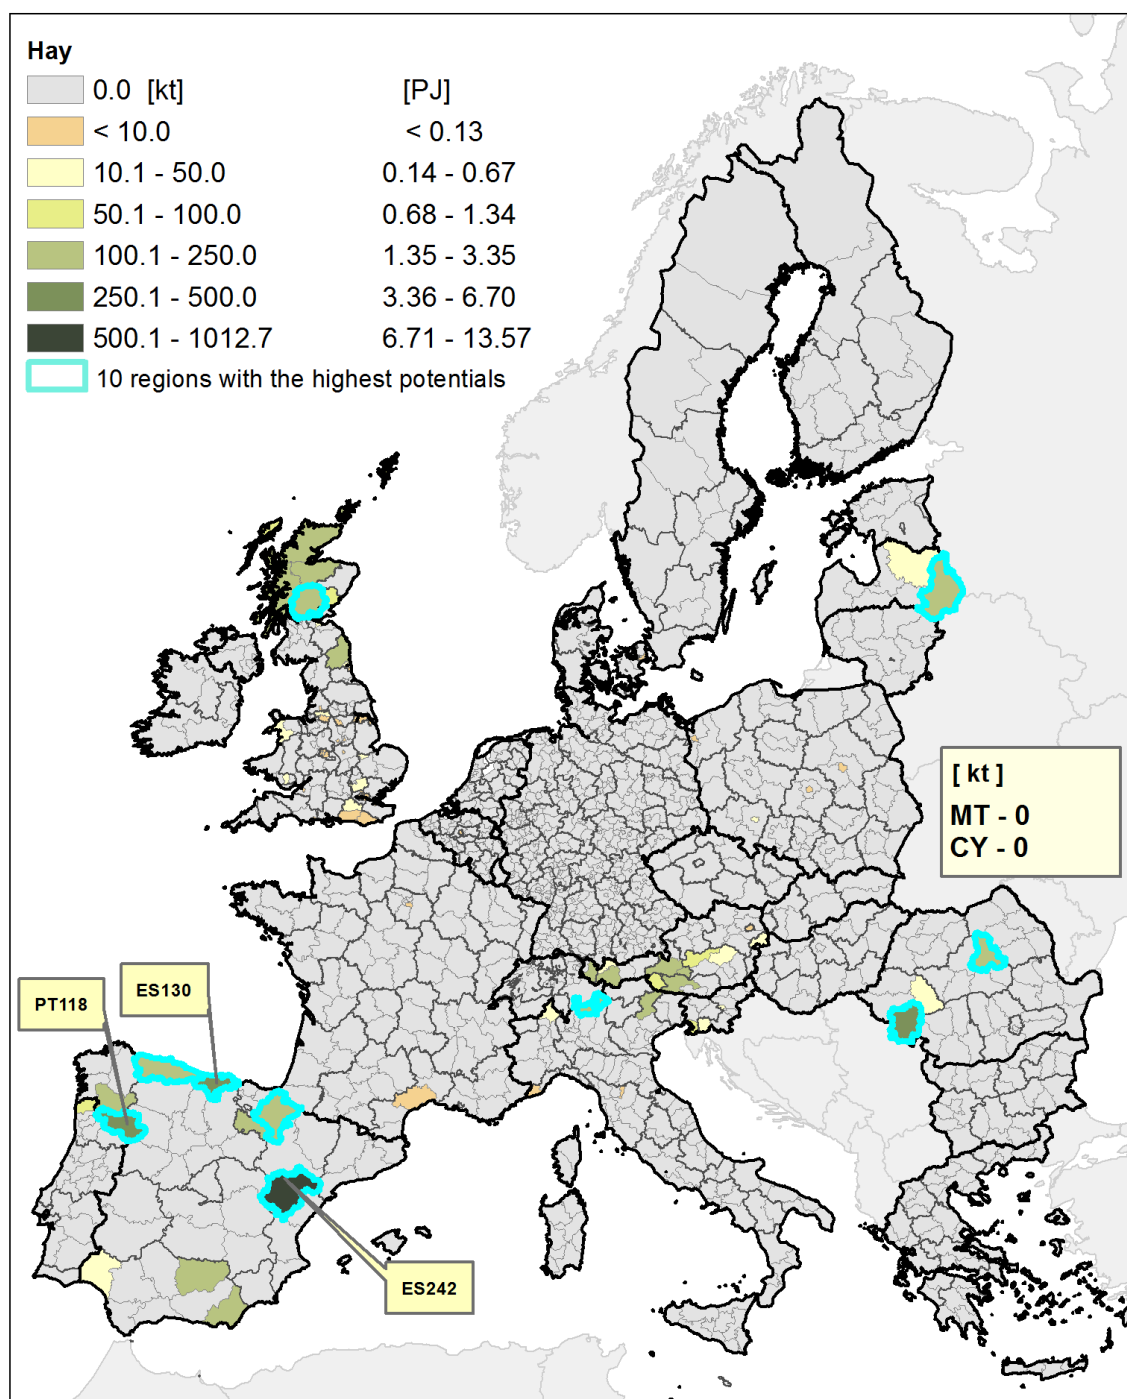 Hay
0.0 [kt] [PJ]
< 10.0 < 0.13
10.1 - 50.0 0.14 - 0.67
50.1 - 100.0 0.68 - 1.34
100.1 - 250.0 1.35 - 3.35
250.1 - 500.0 3.36 - 6.70
500.1 - 1012.7 6.71 - 13.57
10 regions with the highest potentials
[ kt ]
MT - 0
CY - 0
ES130
PT118
ES242